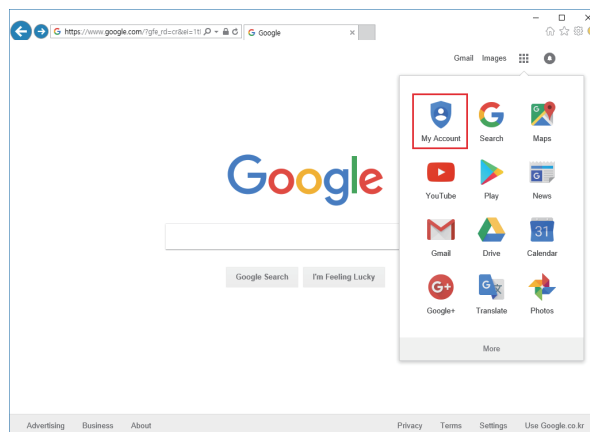 https://www.google.com/?gfe_rd=cr&ei=1tl
Google
Gmail Images
My Account Search Maps
YouTube Play News
Gmail Drive 31 Calendar
Google+ Translate Photos
More
Google
Google Search I'm Feeling Lucky
Advertising Business About Privacy Terms Settings Use Google.co.kr